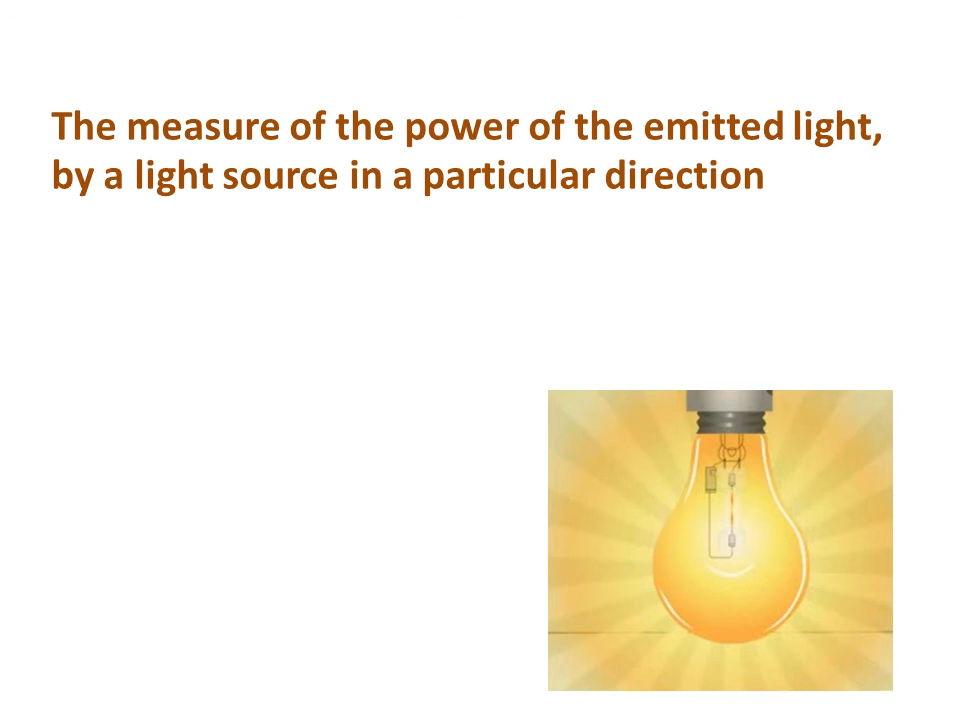 The measure of the power of the emitted light,
by a light source in a particular direction